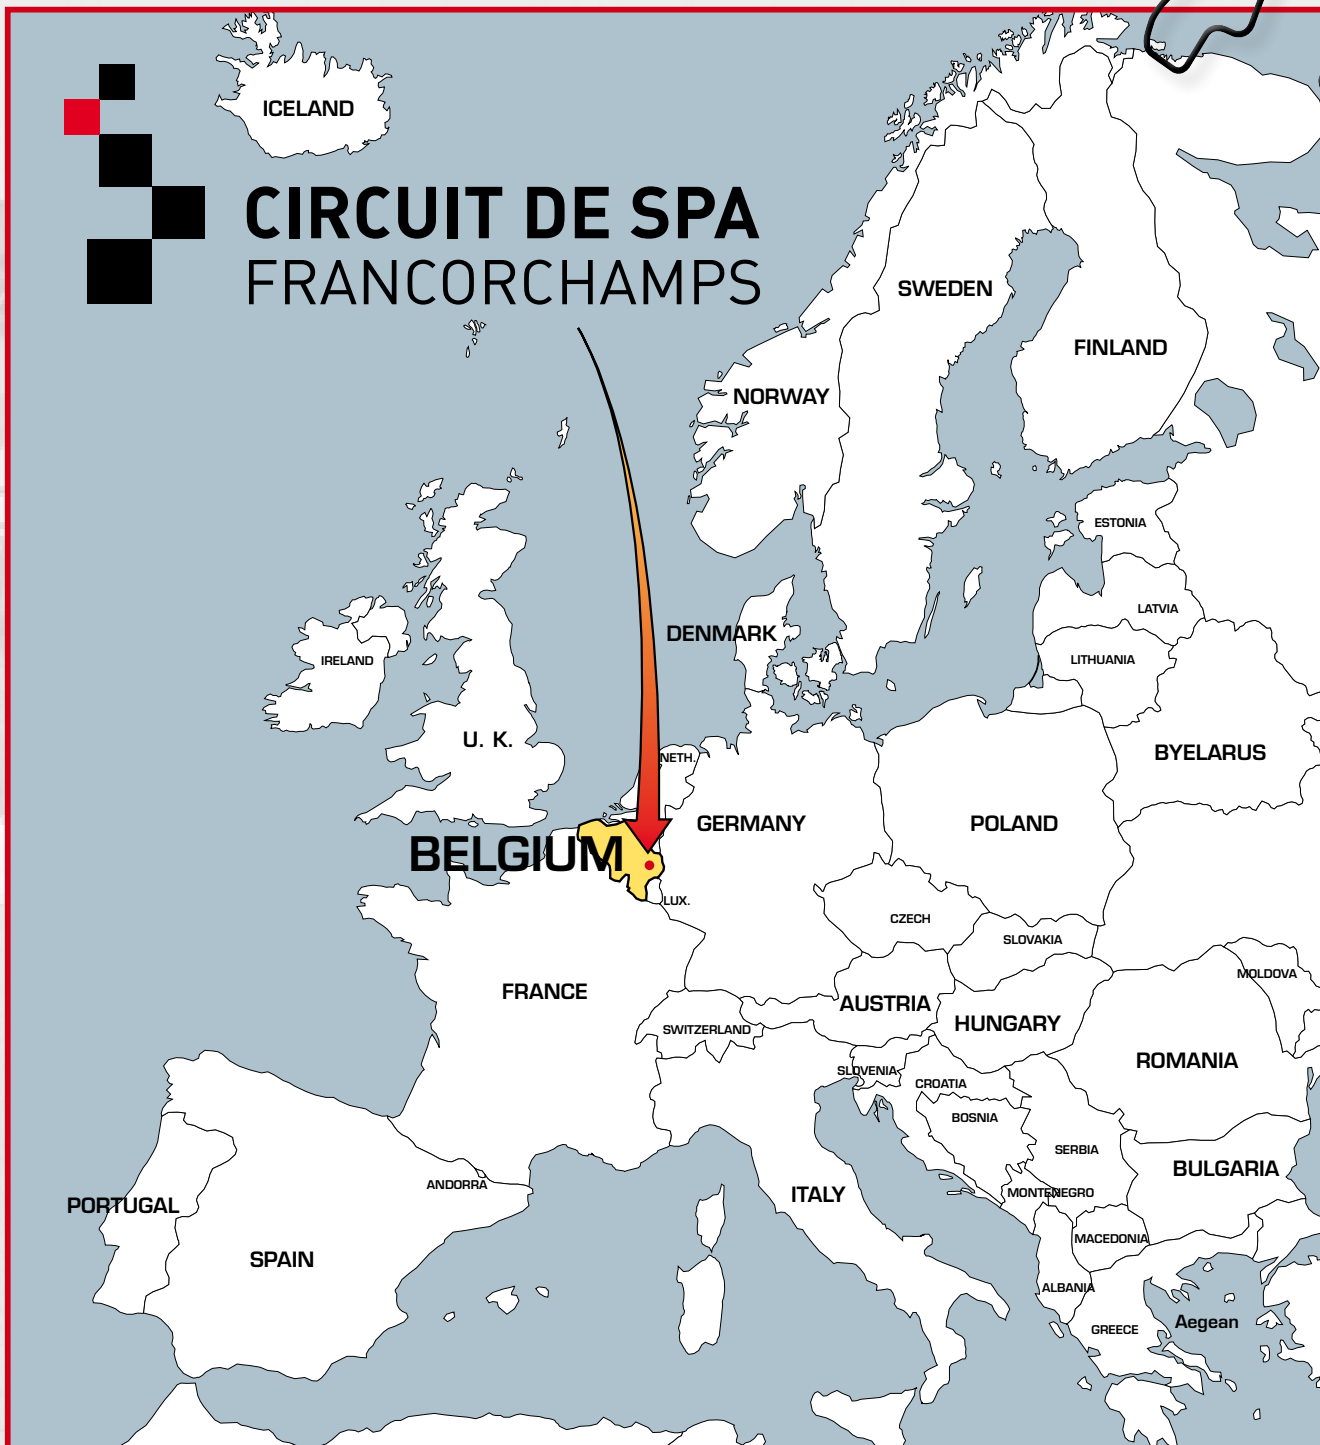 ICELAND
CIRCUIT DE SPA
FRANCORCHAMPS
SWEDEN
FINLAND
NORWAY
ESTONIA
LATVIA
DENMARK
LITHUANIA
IRELAND
U. K.
BYELARUS
NETH.
GERMANY
POLAND
BELGIUM
LUX.
CZECH
SLOVAKIA
MOLDOVA
FRANCE
AUSTRIA
HUNGARY
SWITZERLAND
ROMANIA
SLOVENIA
CROATIA
BOSNIA
SERBIA
BULGARIA
ANDORRA
MONTENEGRO
ITALY
PORTUGAL
MACEDONIA
SPAIN
ALBANIA
GREECE
Aegean